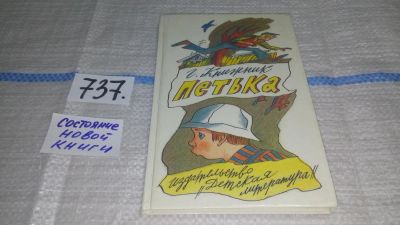 737.
СОСТОЯНИЕ
НОВОЙ
КНИГИ
Г. Книжник
ПЕТЬКА
издательство
"Детская
литература"